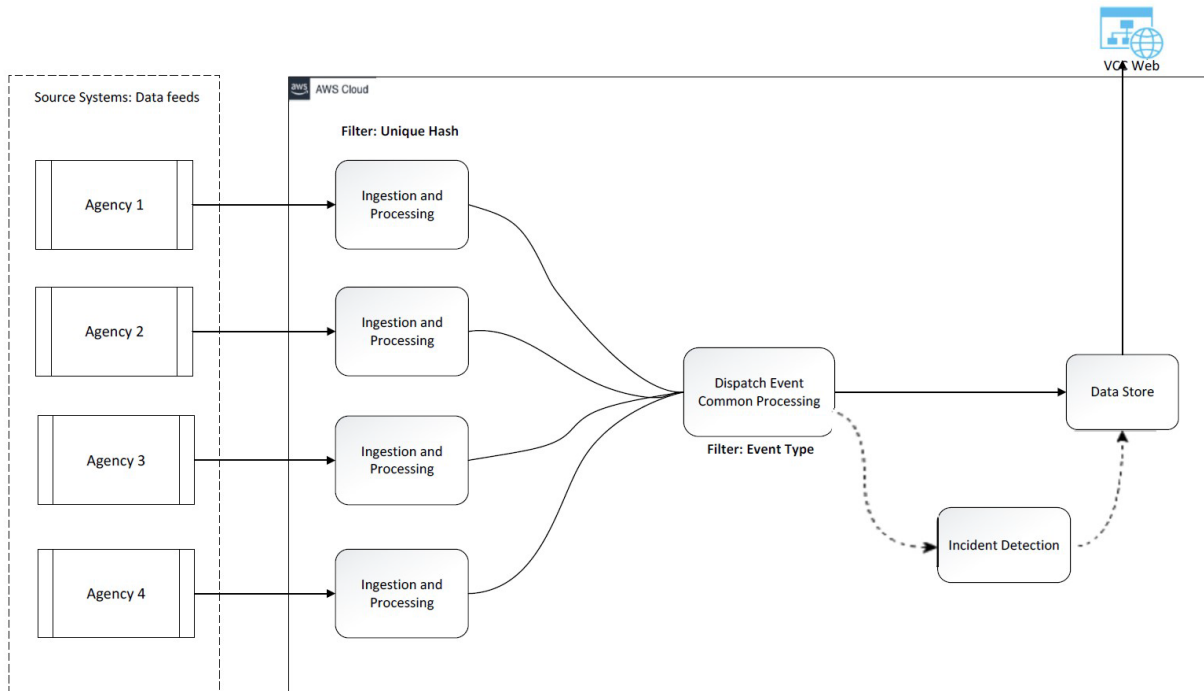 VCC Web
Source Systems: Data feeds
aws
AWS Cloud
Filter: Unique Hash
Agency 1
Ingestion and
Processing
Agency 2
Ingestion and
Processing
Dispatch Event
Common Processing
Data Store
Filter: Event Type
Agency 3
Ingestion and
Processing
Incident Detection
Agency 4
Ingestion and
Processing